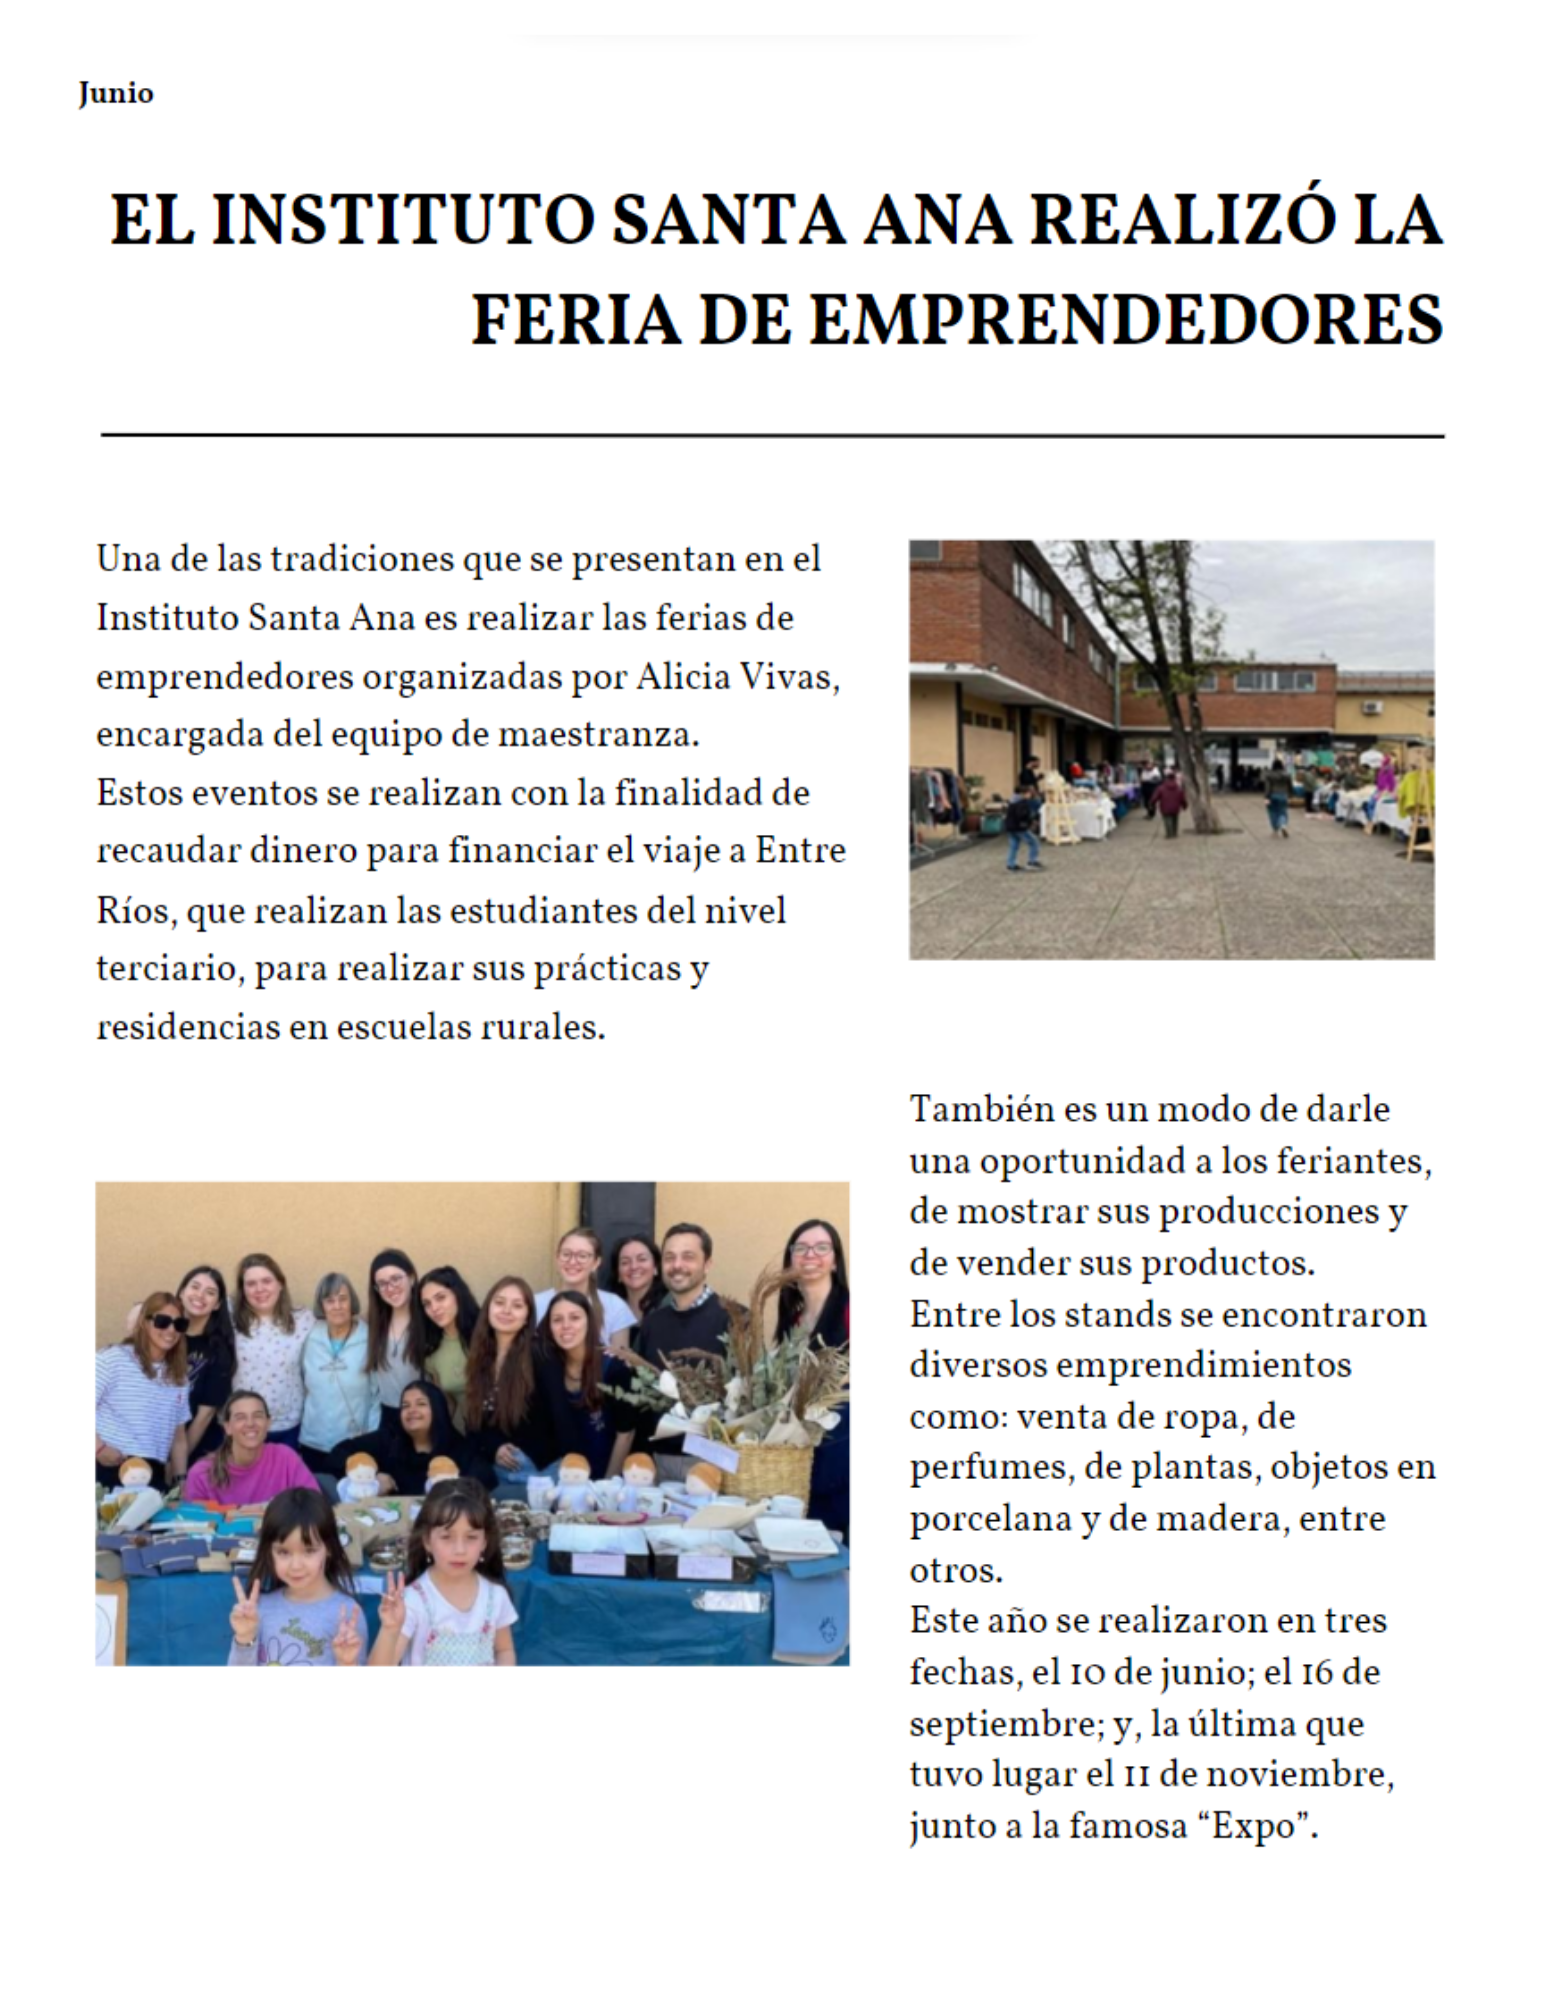 Junio
EL INSTITUTO SANTA ANA REALIZÓ LA
FERIA DE EMPRENDEDORES
Una de las tradiciones que se presentan en el
Instituto Santa Ana es realizar las ferias de
emprendedores organizadas por Alicia Vivas,
encargada del equipo de maestranza.
Estos eventos se realizan con la finalidad de
recaudar dinero para financiar el viaje a Entre
Ríos, que realizan las estudiantes del nivel
terciario, para realizar sus prácticas y
residencias en escuelas rurales.
También es un modo de darle
una oportunidad a los feriantes,
de mostrar sus producciones y
de vender sus productos.
Entre los stands se encontraron
diversos emprendimientos
como: venta de ropa, de
perfumes, de plantas, objetos en
porcelana y de madera, entre
otros.
Este año se realizaron en tres
fechas, el 10 de junio; el 16 de
septiembre; y, la última que
tuvo lugar el 11 de noviembre,
junto a la famosa “Expo”.